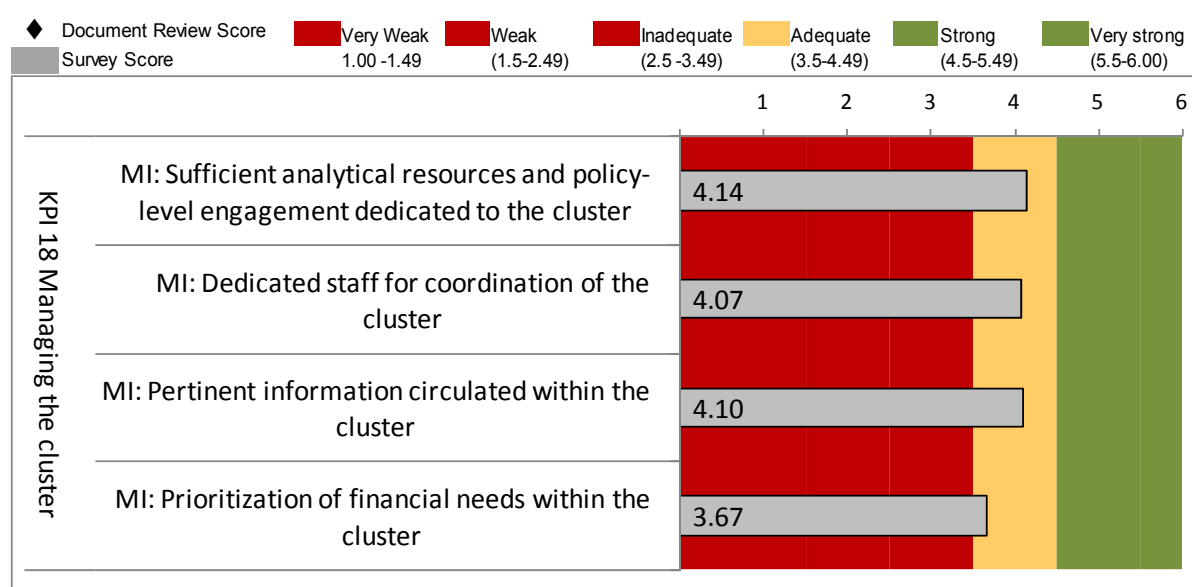 Document Review Score Very Weak Weak Inadequate Adequate Strong Very strong
Survey Score 1.00 -1.49 (1.5-2.49) (2.5 -3.49) (3.5-4.49) (4.5-5.49) (5.5-6.00)
1 2 3 4 5 6
KPI 18 Managing the cluster
MI: Sufficient analytical resources and policy-
level engagement dedicated to the cluster
4.14
MI: Dedicated staff for coordination of the
cluster
4.07
MI: Pertinent information circulated within the
cluster
4.10
MI: Prioritization of financial needs within the
cluster
3.67